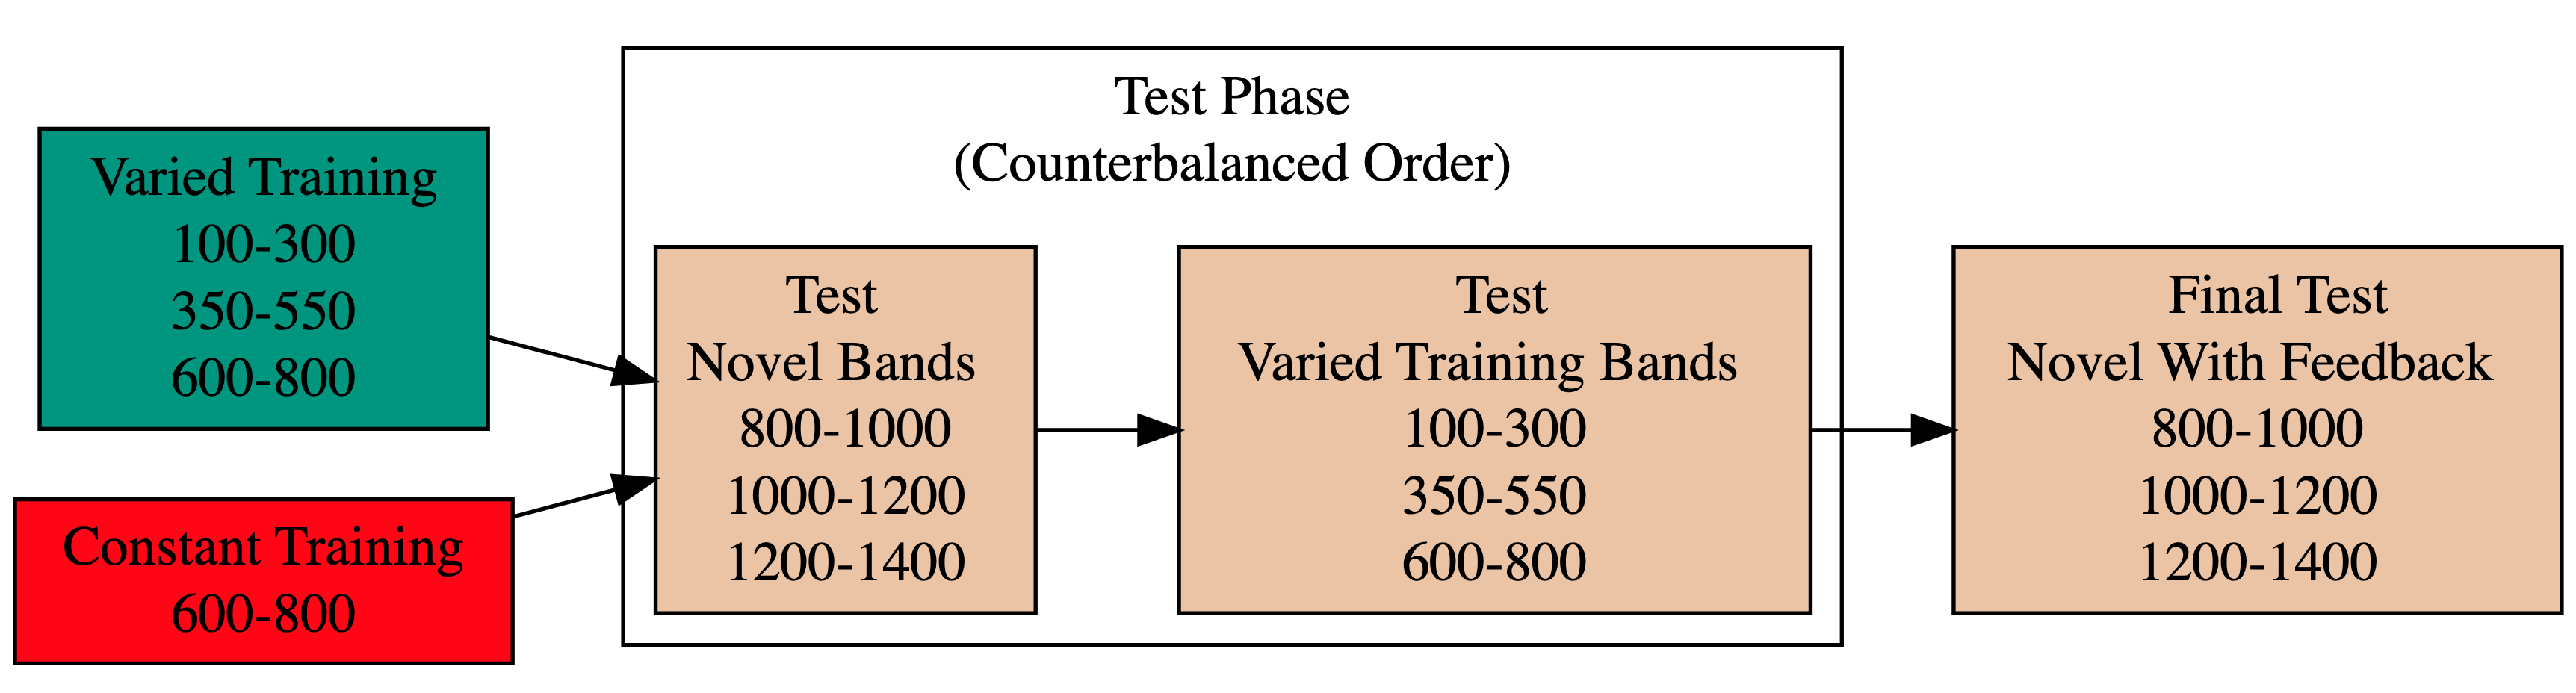 Varied Training
100-300
350-550
600-800
Constant Training
600-800
Test Phase
(Counterbalanced Order)
Test
Novel Bands
800-1000
1000-1200
1200-1400
Test
Varied Training Bands
100-300
350-550
600-800
Final Test
Novel With Feedback
800-1000
1000-1200
1200-1400